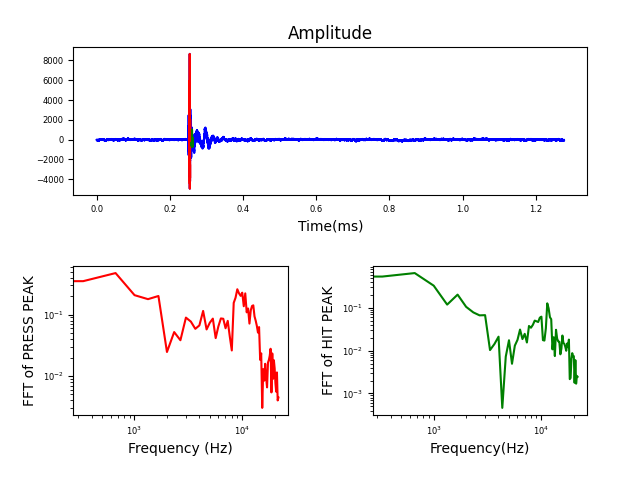 Amplitude
8000
6000
4000
2000
0
−2000
−4000
0.0 0.2 0.4 0.6 0.8 1.0 1.2
Time(ms)
FFT of PRESS PEAK
10⁻¹
10⁻²
10³ 10⁴
Frequency (Hz)
FFT of HIT PEAK
10⁻¹
10⁻²
10⁻³
10³ 10⁴
Frequency(Hz)